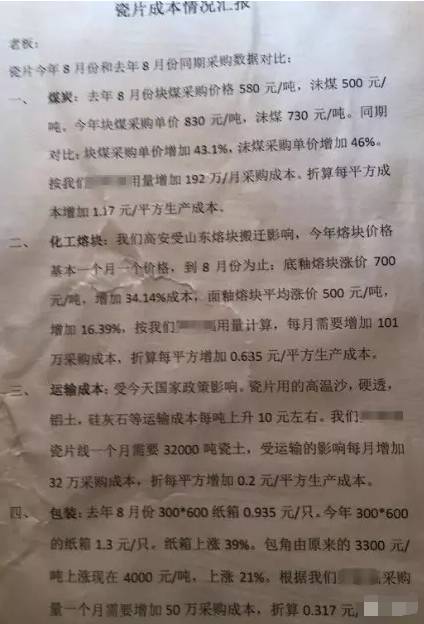 瓷片成本情况汇报
老板:
瓷片今年8月份和去年8月份同期采购数据对比:
一、 煤炭: 去年8月份块煤采购价格 580 元/吨, 沫煤 500 元/
吨。今年块煤采购单价 830 元/吨, 沫煤 730 元/吨。同期
对比: 块煤采购单价增加 43.1%, 沫煤采购单价增加 46%。
按我们用量增加 192 万/月采购成本。折算每平方成
本增加 1.17 元/平方生产成本。
二、 化工熔块: 我们高安受山东熔块搬迁影响, 今年熔块价格
基本一个月一个价格, 到 8 月份为止: 底釉熔块涨价 700
元/吨, 增加 34.14%成本, 面釉熔块平均涨价 500 元/吨,
增加 16.39%, 按我们用量计算, 每月需要增加 101
万采购成本, 折算每平方增加 0.635 元/平方生产成本。
三、 运输成本: 受今天国家政策影响。瓷片用的高温沙, 硬透,
铝土, 硅灰石等运输成本每吨上升 10 元左右。我们
瓷片线一个月需要 32000 吨瓷土, 受运输的影响每月增加
32 万采购成本, 折每平方增加 0.2 元/平方生产成本。
四、 包装: 去年 8 月份 300*600 纸箱 0.935 元/只。今年 300*600
的纸箱 1.3 元/只。纸箱上涨 39%。包角由原来的 3300 元/
吨上涨现在 4000 元/吨, 上涨 21%。根据我们采购
量一个月需要增加 50 万采购成本, 折算 0.317 元/